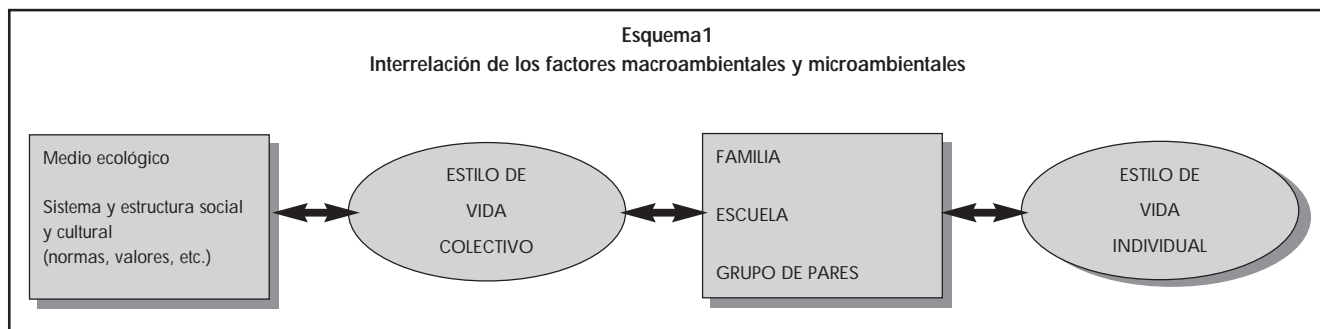 Esquema1
Interrelación de los factores macroambientales y microambientales
Medio ecológico
Sistema y estructura social
y cultural
(normas, valores, etc.)
ESTILO DE
VIDA
COLECTIVO
FAMILIA
ESCUELA
GRUPO DE PARES
ESTILO DE
VIDA
INDIVIDUAL